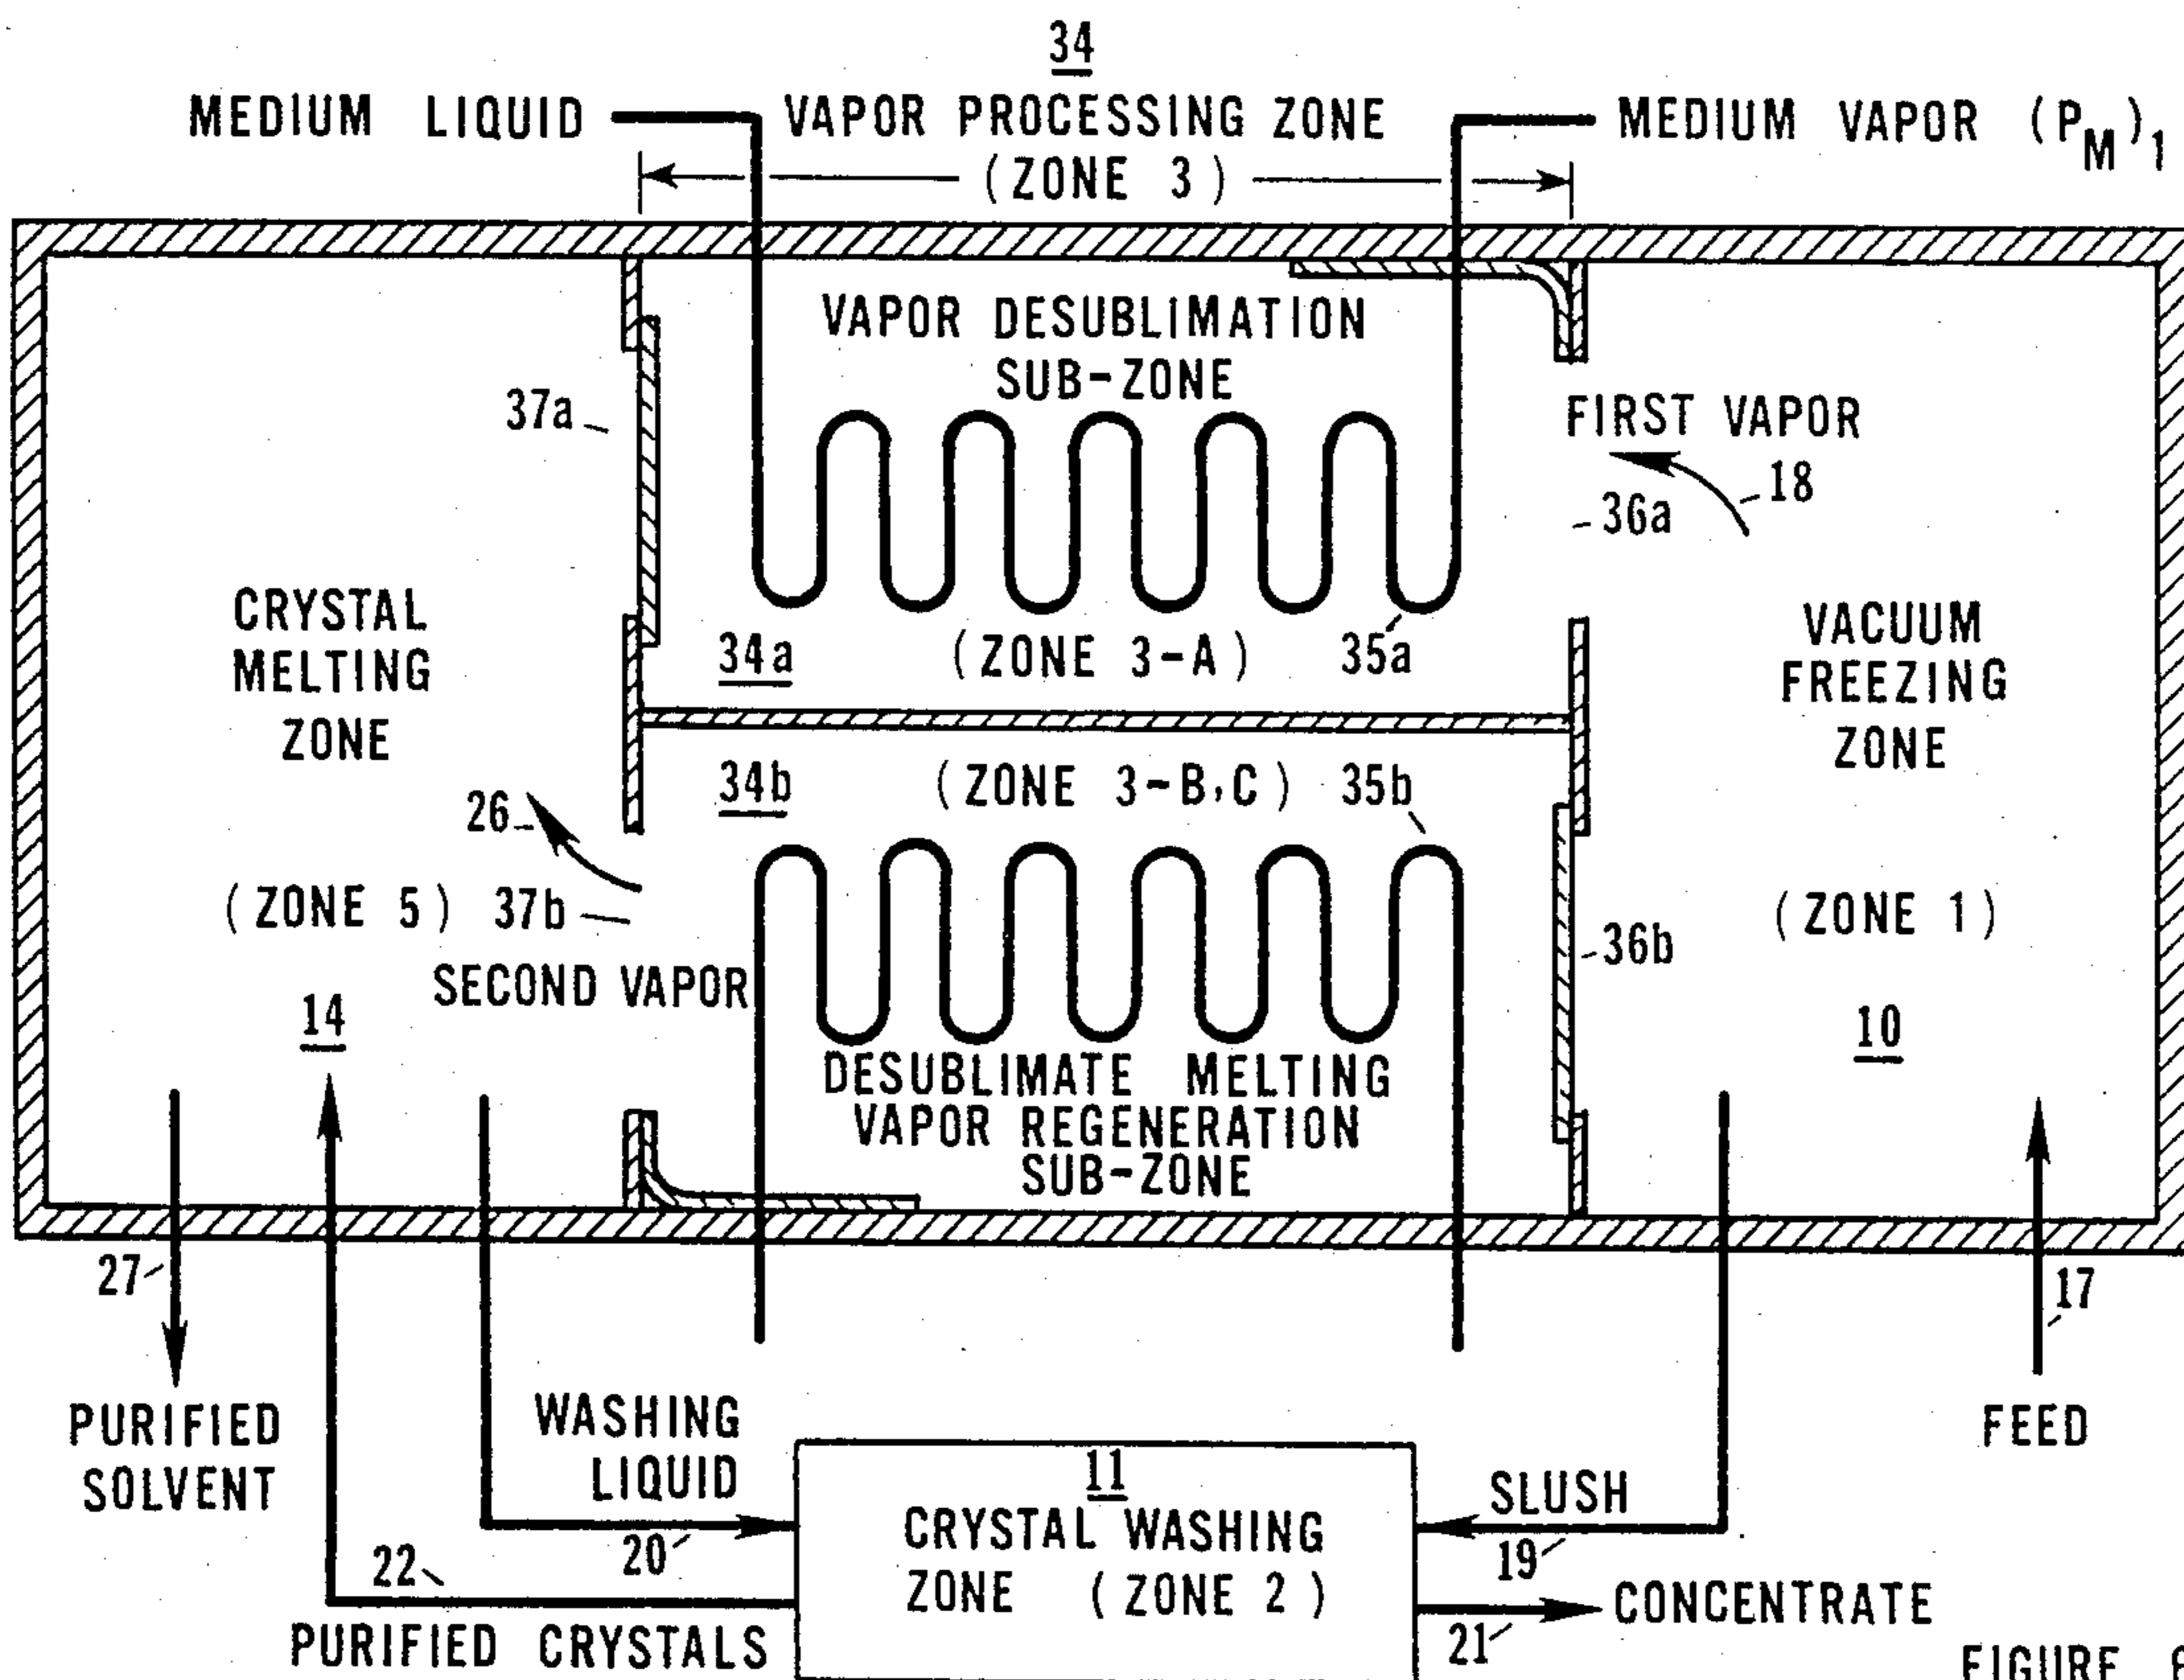 34
MEDIUM LIQUID
VAPOR PROCESSING ZONE
(ZONE 3)
MEDIUM VAPOR (PM)1
VAPOR DESUBLIMATION
SUB-ZONE
37a
FIRST VAPOR
18
36a
CRYSTAL
MELTING
ZONE
34a
(ZONE 3-A)
35a
VACUUM
FREEZING
ZONE
34b
(ZONE 3-B,C)
35b
26
(ZONE 5)
37b
SECOND VAPOR
36b
(ZONE 1)
14
10
DESUBLIMATE MELTING
VAPOR REGENERATION
SUB-ZONE
27
17
PURIFIED
SOLVENT
WASHING
LIQUID
20
22
PURIFIED CRYSTALS
11
CRYSTAL WASHING
ZONE (ZONE 2)
SLUSH
19
CONCENTRATE
21
FEED
FIGURE